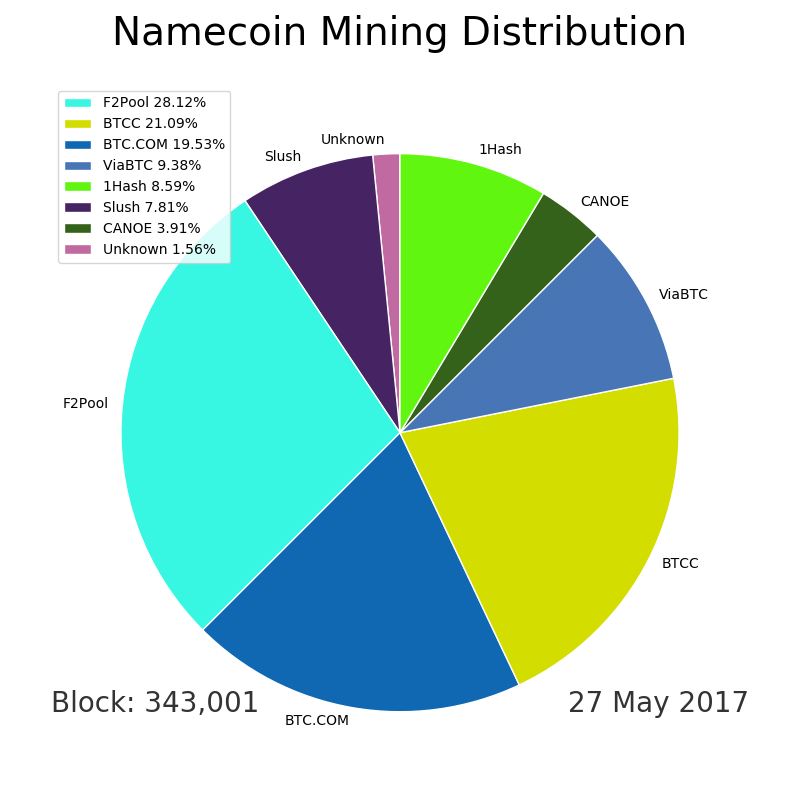 Namecoin Mining Distribution
F2Pool 28.12%
BTCC 21.09%
BTC.COM 19.53%
ViaBTC 9.38%
1Hash 8.59%
Slush 7.81%
CANOE 3.91%
Unknown 1.56%
Unknown
1Hash
Slush
CANOE
ViaBTC
F2Pool
BTCC
BTC.COM
Block: 343,001
27 May 2017